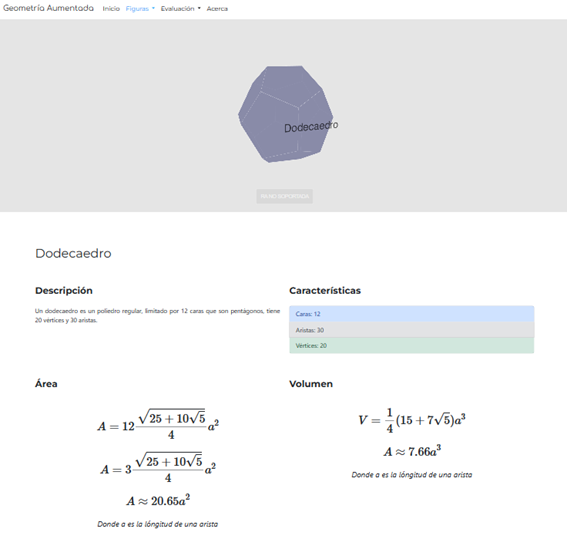 Geometría Aumentada Inicio Figuras Evaluación Acerca
Dodecaedro
Dodecaedro
Descripción
Un dodecaedro es un poliedro regular, limitado por 12 caras que son pentágonos, tiene
20 vértices y 30 aristas.
Características
Caras: 12
Aristas: 30
Vértices: 20
Área
A = 12 \frac{\sqrt{25 + 10\sqrt{5}}}{4} a^2
A = 3 \frac{\sqrt{25 + 10\sqrt{5}}}{4} a^2
A ≈ 20.65a^2
Donde a es la lóngitud de una arista
Volumen
V = \frac{1}{4}(15 + 7\sqrt{5})a^3
A ≈ 7.66a^3
Donde a es la lóngitud de una arista